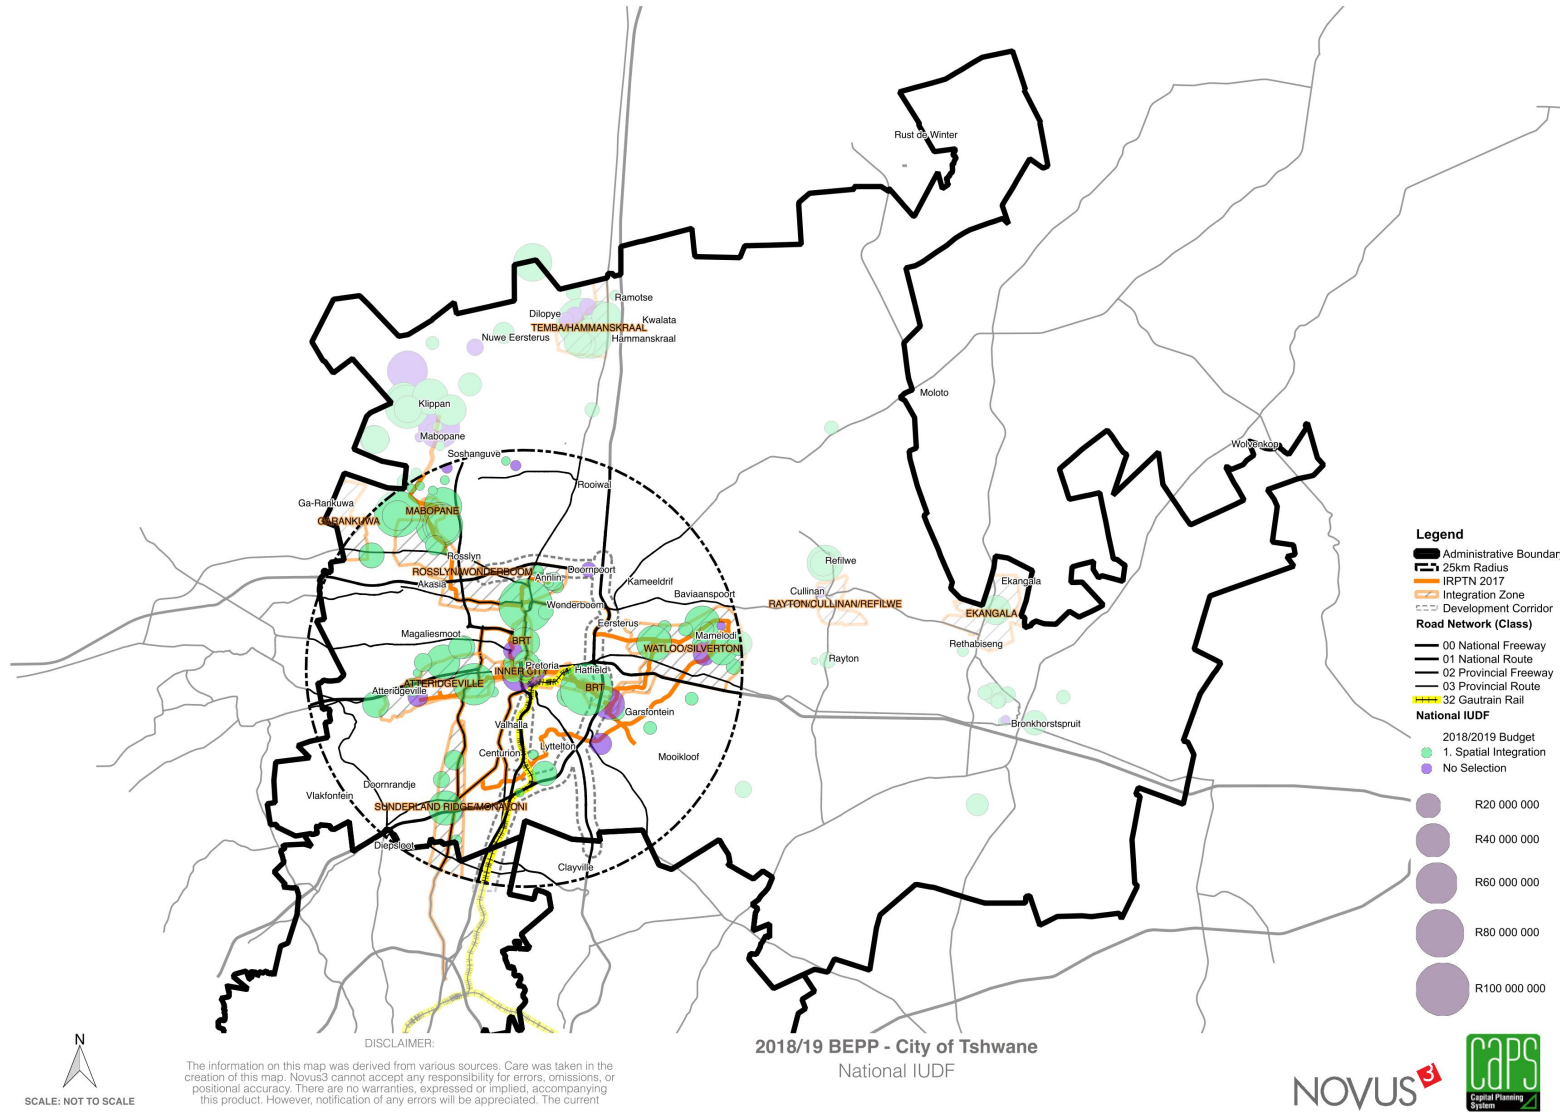 Rust de Winter
Ramotse
Dilopye
Kwalata
TEMBA/HAMMANSKRAAL
Nuwe Eersterus
Hammanskraal
Moloto
Klippan
Mabopane
Wolvenkop
Soshanguve
Rooiwal
Ga-Rankuwa
MABOPANE
GARANKUWA
Rosslyn
Refilwe
ROSSLYN/WONDERBOOM
Doornpoort
Annlin
Akasia
Kameeldrif
Ekangala
Cullinan
Baviaanspoort
RAYTON/CULLINAN/REFILWE
Wonderboom
EKANGALA
Eersterus
Magaliesmoot
Mamelodi
BRT
Rethabiseng
WATLOO/SILVERTON
Rayton
Pretoria
INNER CITY
Hatfield
ATTERIDGEVILLE
BRT
Atteridgeville
Garsfontein
Valhalla
Bronkhorstspruit
Lyttelton
Centurion
Mooikloof
Doornrandje
Vlakfonfein
SUNDERLAND RIDGE/MONAVONI
Diepsloot
Clayville
Legend
Administrative Boundar
25km Radius
IRPTN 2017
Integration Zone
Development Corridor
Road Network (Class)
00 National Freeway
01 National Route
02 Provincial Freeway
03 Provincial Route
32 Gautrain Rail
National IUDF
2018/2019 Budget
1. Spatial Integration
No Selection
R20 000 000
R40 000 000
R60 000 000
R80 000 000
R100 000 000
N
SCALE: NOT TO SCALE
DISCLAIMER:
The information on this map was derived from various sources. Care was taken in the
creation of this map. Novus3 cannot accept any responsibility for errors, omissions, or
positional accuracy. There are no warranties, expressed or implied, accompanying
this product. However, notification of any errors will be appreciated. The current
2018/19 BEPP - City of Tshwane
National IUDF
NOVUS3
CAPS
Capital Planning
System